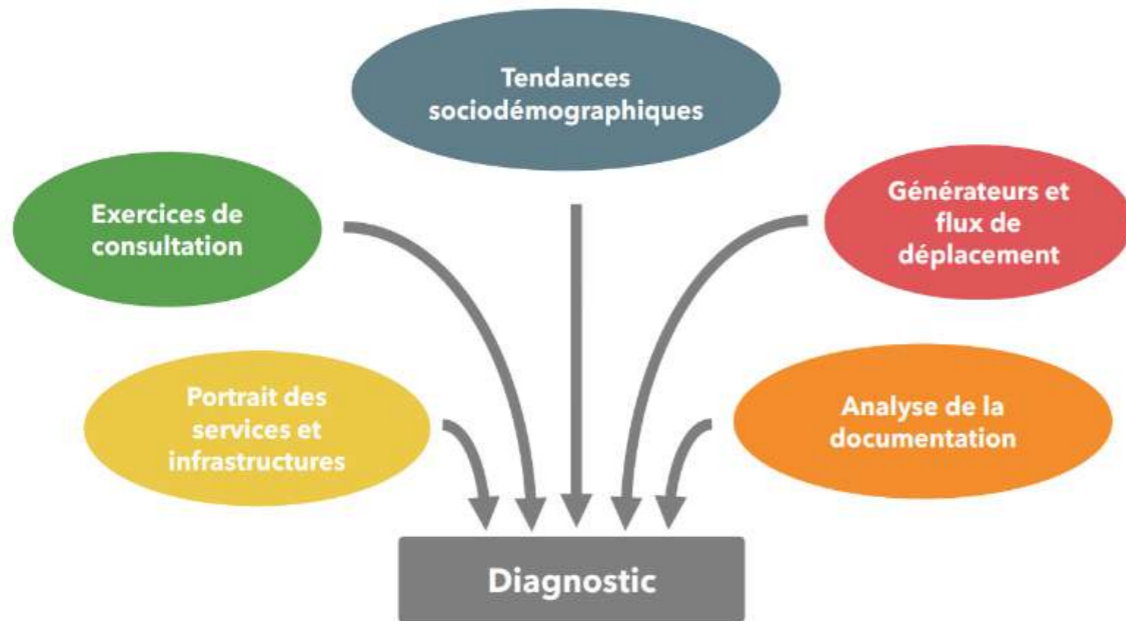 Tendances
sociodémographiques
Exercices de
consultation
Générateurs et
flux de
déplacement
Portrait des
services et
infrastructures
Analyse de la
documentation
Diagnostic